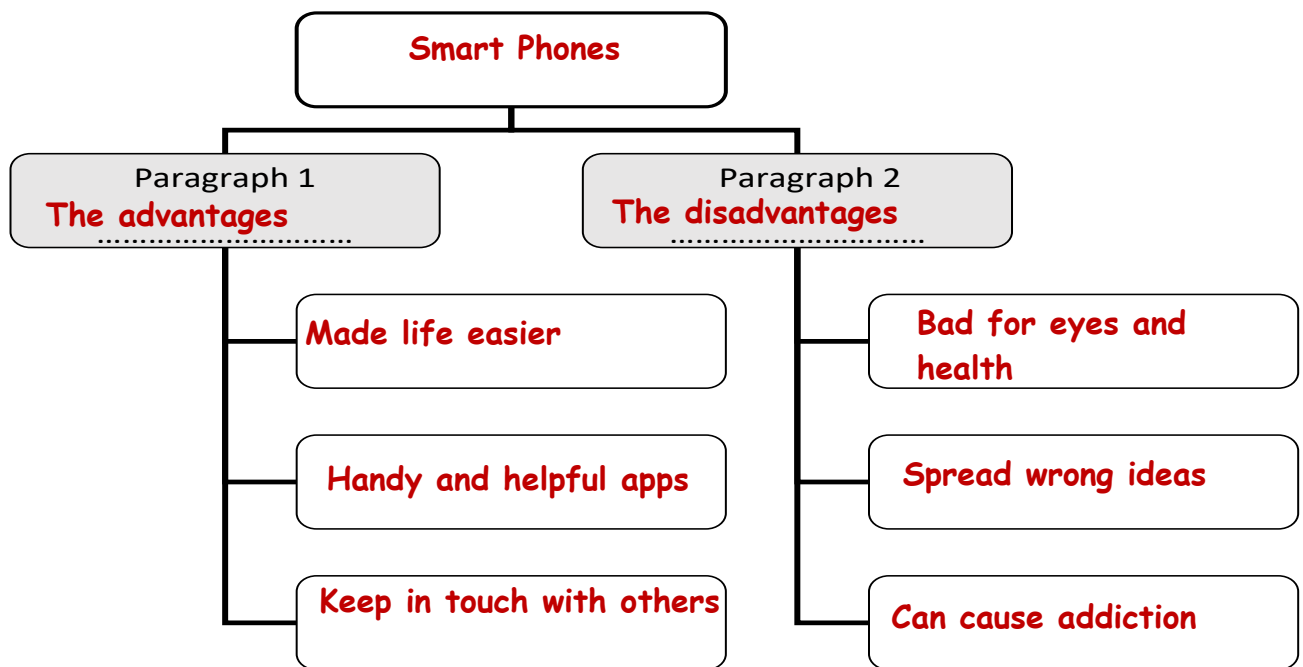 Smart Phones
Paragraph 1
The advantages
................................
Made life easier
Handy and helpful apps
Keep in touch with others
Paragraph 2
The disadvantages
................................
Bad for eyes and
health
Spread wrong ideas
Can cause addiction